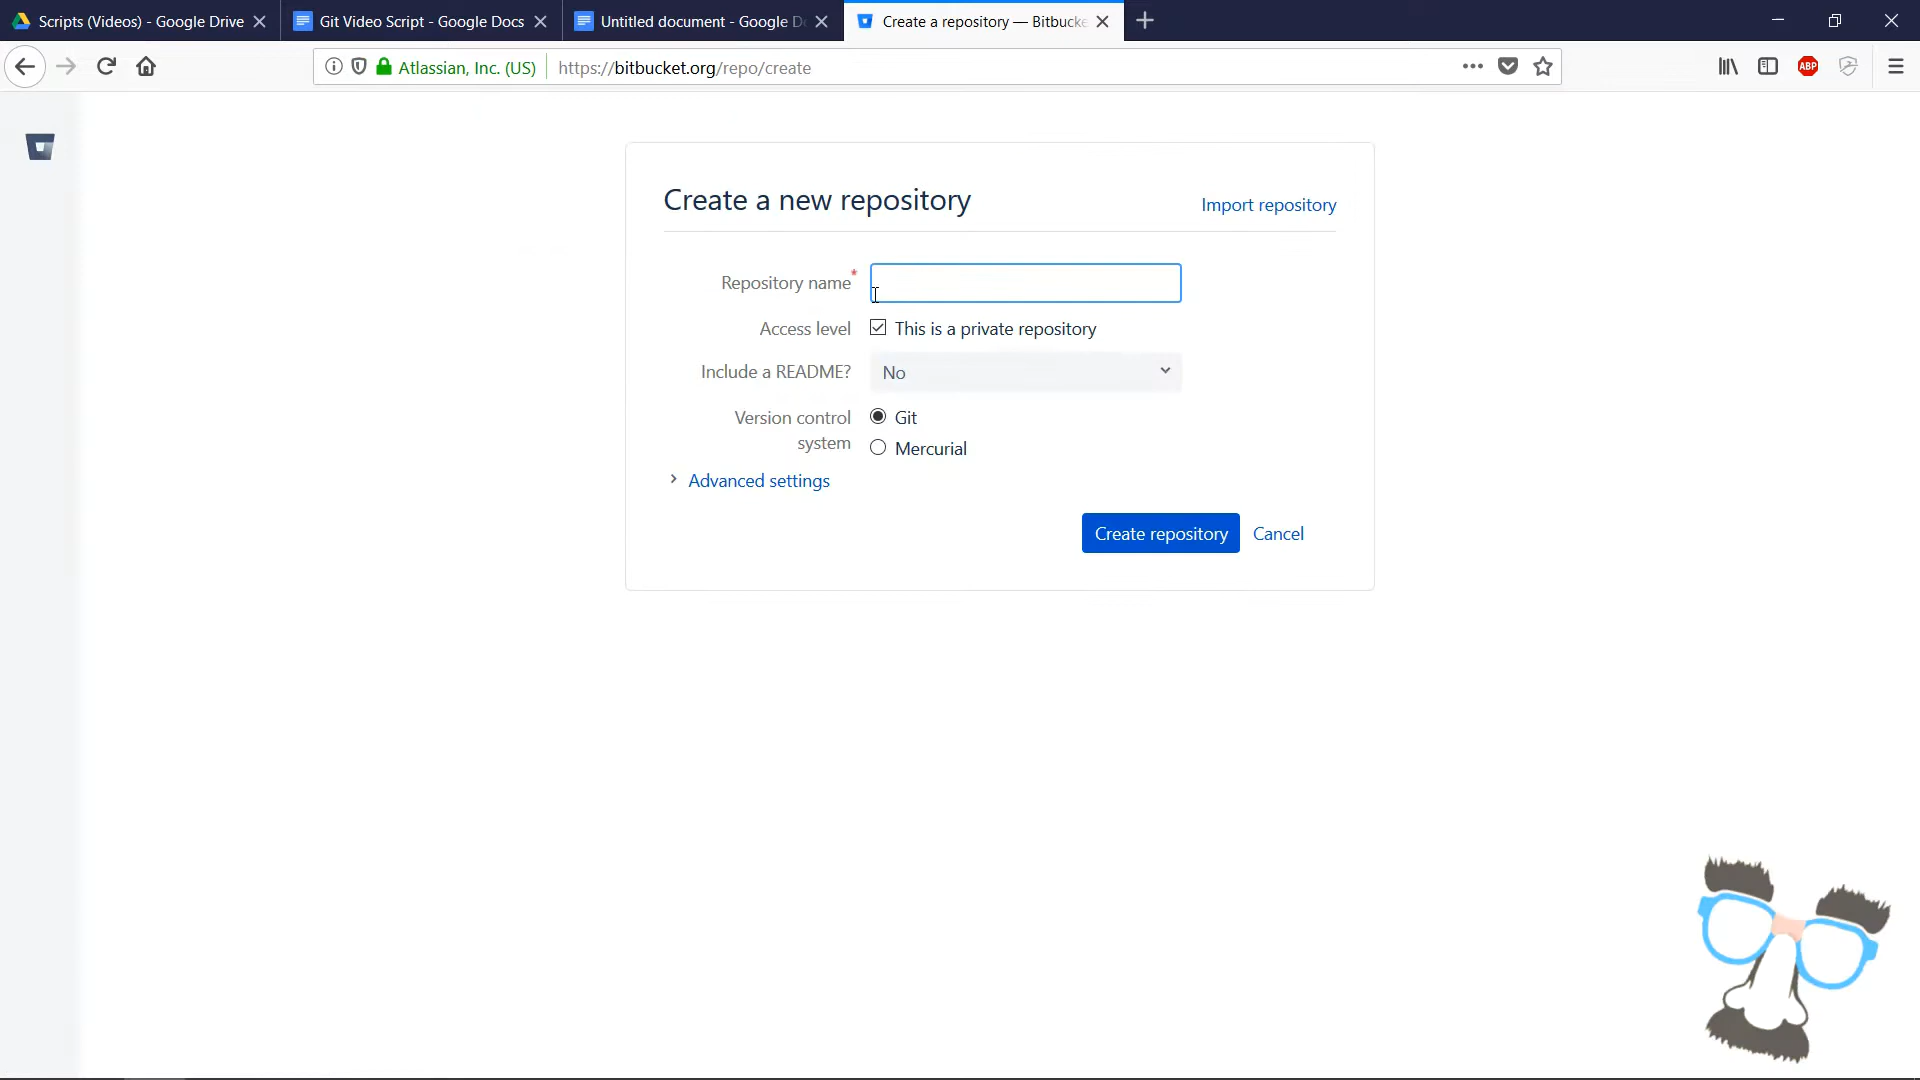 Scripts (Videos) - Google Drive
Git Video Script - Google Docs
Untitled document - Google D
Create a repository — Bitbucke
Atlassian, Inc. (US)
https://bitbucket.org/repo/create
ABP
Create a new repository
Import repository
Repository name*
Access level
This is a private repository
Include a README?
No
Version control
system
Git
Mercurial
Advanced settings
Create repository
Cancel